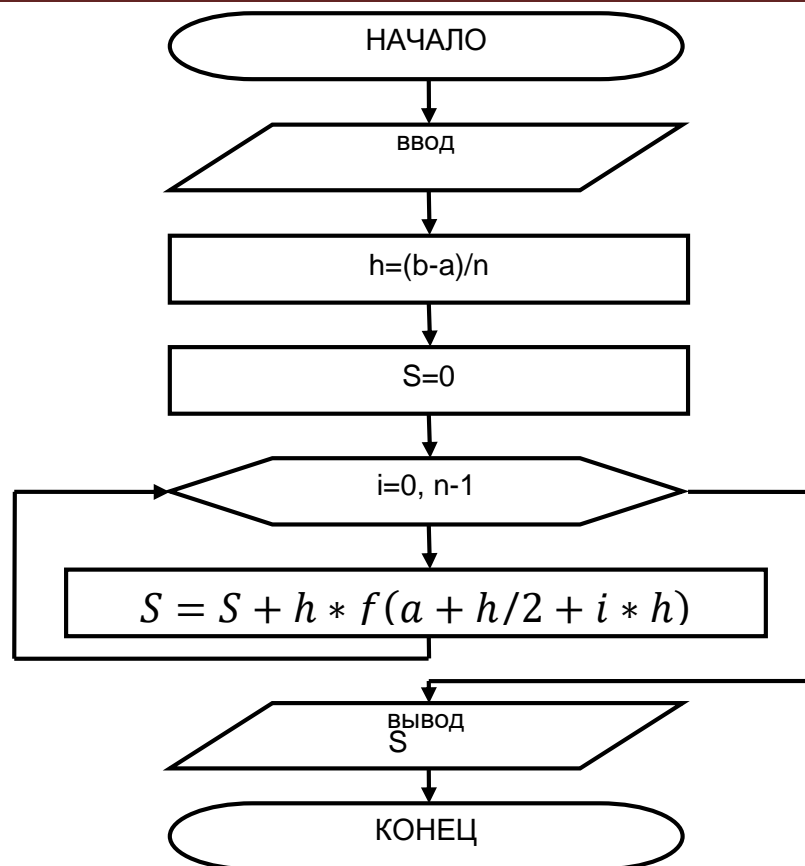 НАЧАЛО
ввод
h=(b-a)/n
S=0
i=0, n-1
S = S + h * f(a + h/2 + i * h)
вывод
S
КОНЕЦ